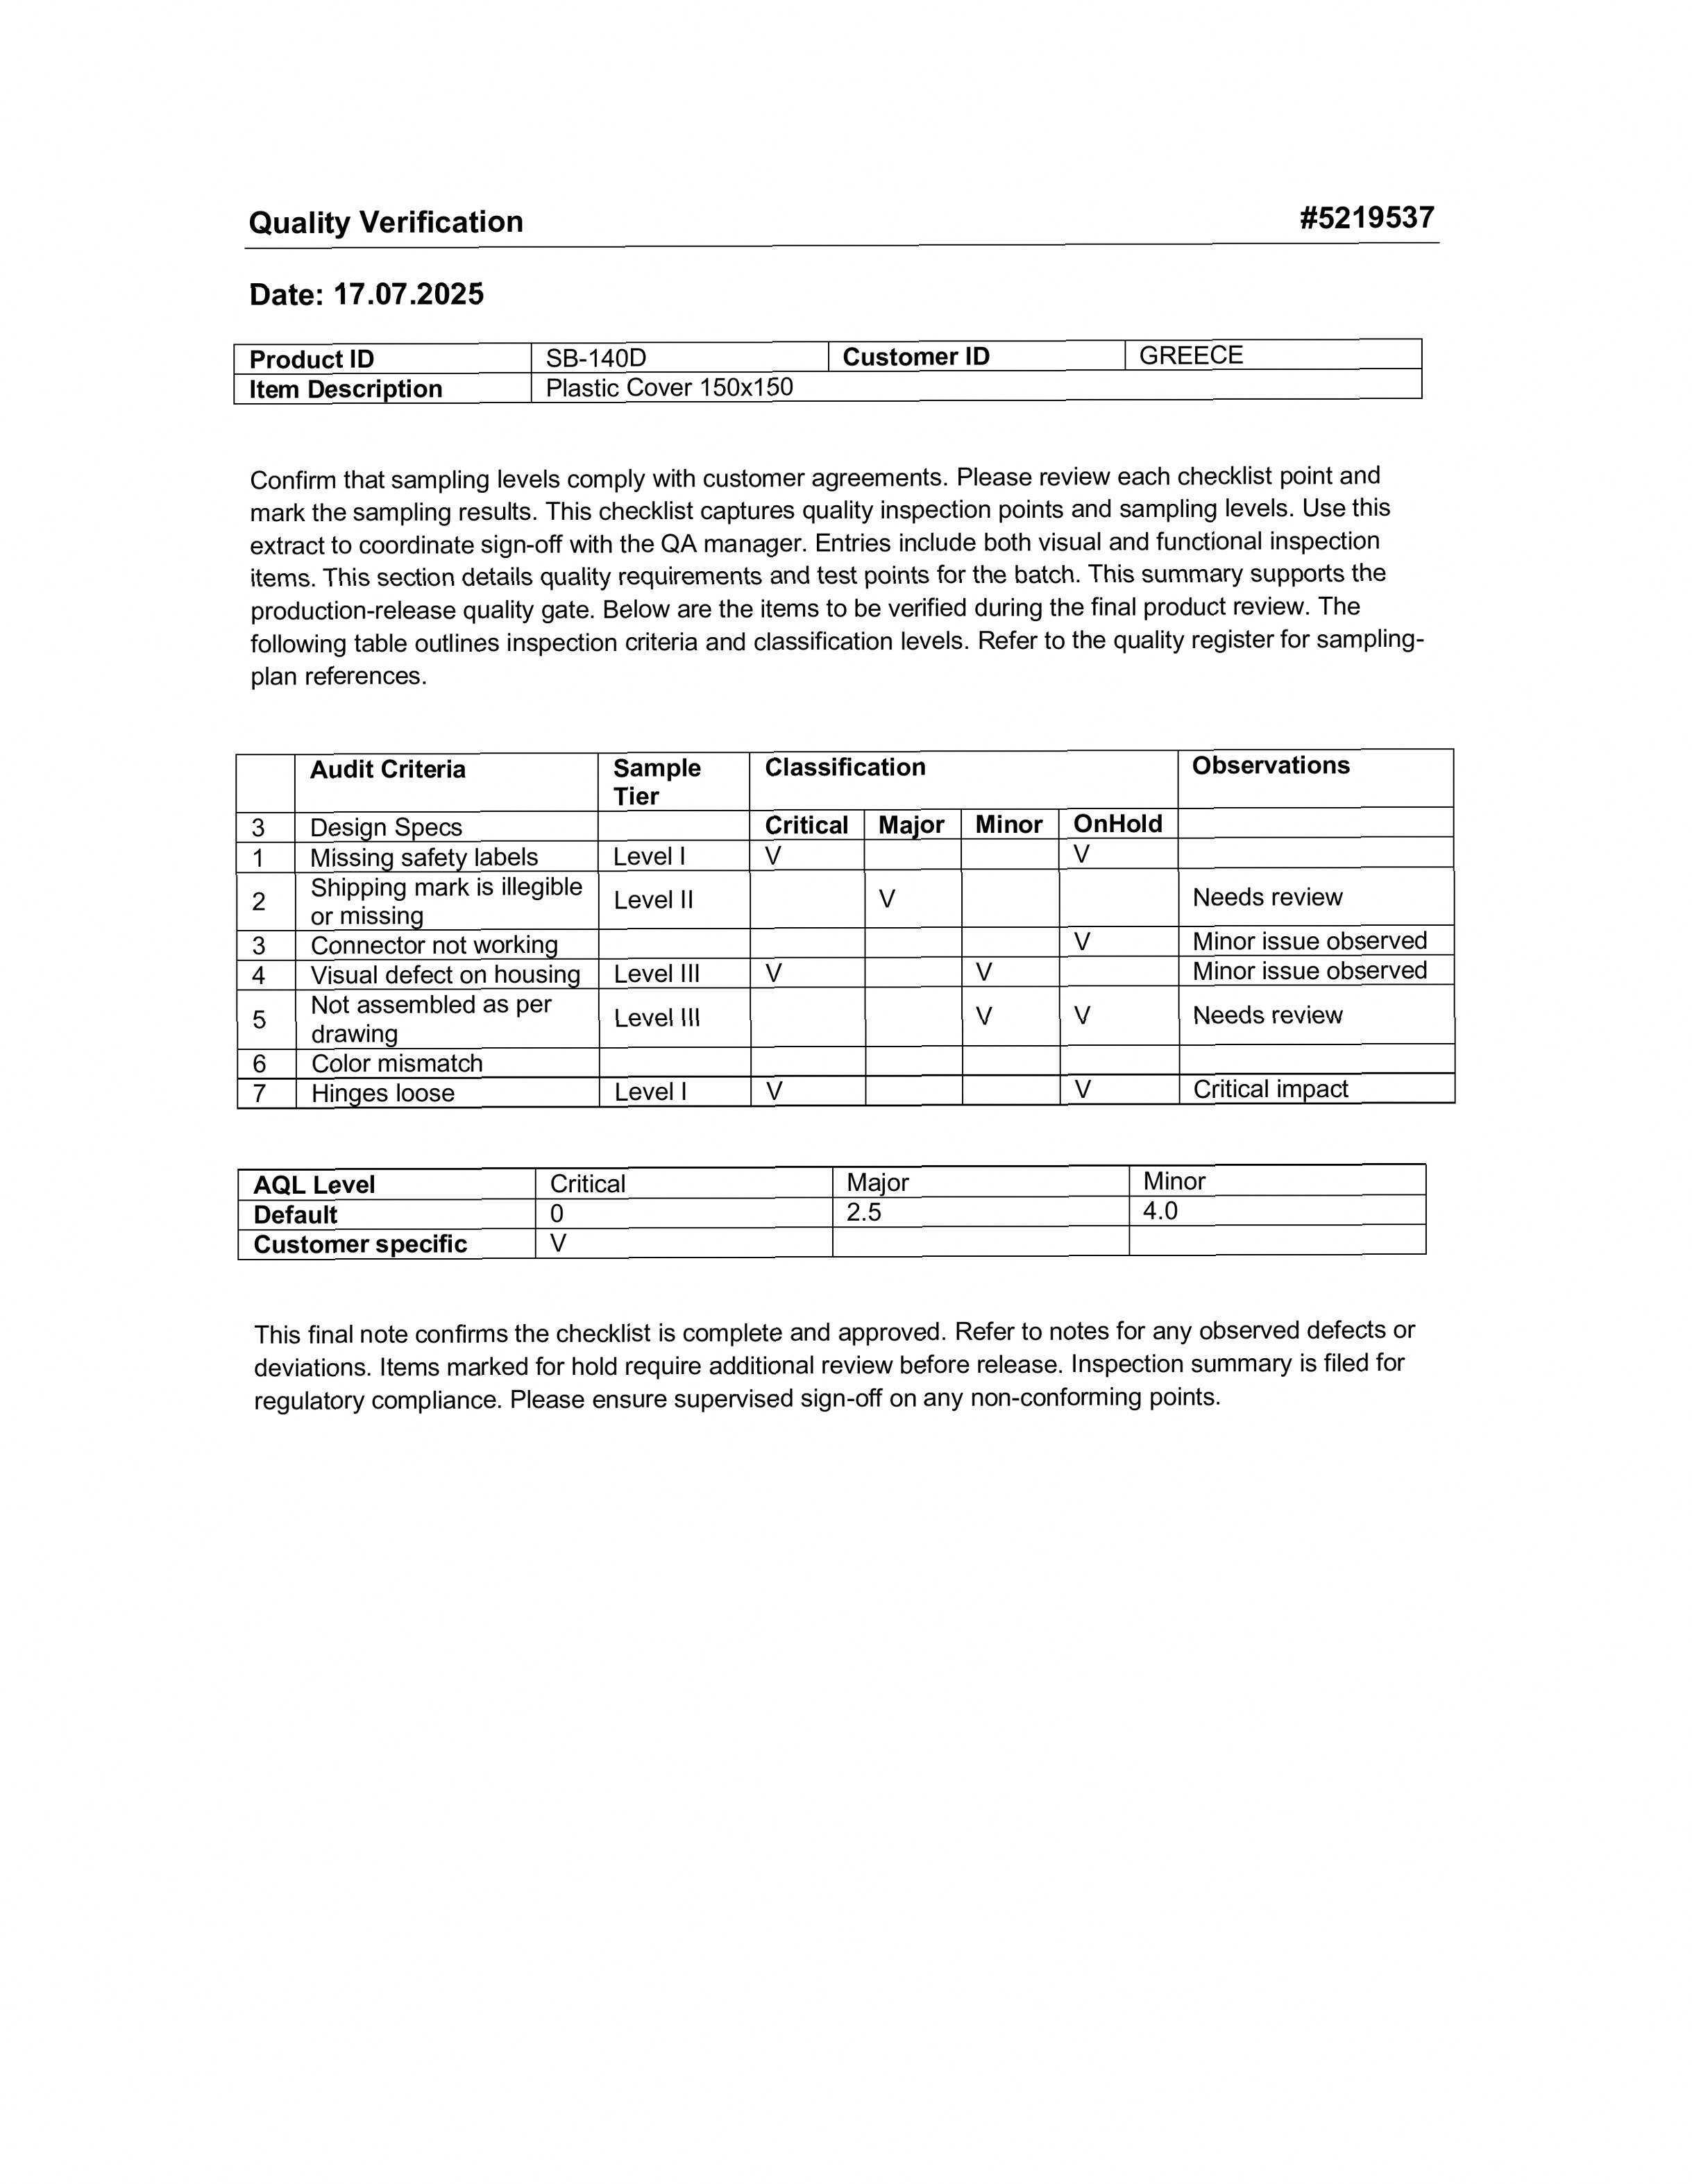 Quality Verification #5219537
Date: 17.07.2025
Product ID SB-140D Customer ID GREECE
Item Description Plastic Cover 150x150
Confirm that sampling levels comply with customer agreements. Please review each checklist point and
mark the sampling results. This checklist captures quality inspection points and sampling levels. Use this
extract to coordinate sign-off with the QA manager. Entries include both visual and functional inspection
items. This section details quality requirements and test points for the batch. This summary supports the
production-release quality gate. Below are the items to be verified during the final product review. The
following table outlines inspection criteria and classification levels. Refer to the quality register for sampling-
plan references.
Audit Criteria Sample Classification Observations
Tier
3 Design Specs Critical Major Minor OnHold
1 Missing safety labels Level I V V
Shipping mark is illegible
2 Level II V Needs review
or missing
3 Connector not working V Minor issue observed
4 Visual defect on housing Level III V V Minor issue observed
Not assembled as per
5 Level III V V Needs review
drawing
6 Color mismatch
7 Hinges loose Level I V V Critical impact
AQL Level Critical Major Minor
Default 0 2.5 4.0
Customer specific V
This final note confirms the checklist is complete and approved. Refer to notes for any observed defects or
deviations. Items marked for hold require additional review before release. Inspection summary is filed for
regulatory compliance. Please ensure supervised sign-off on any non-conforming points.